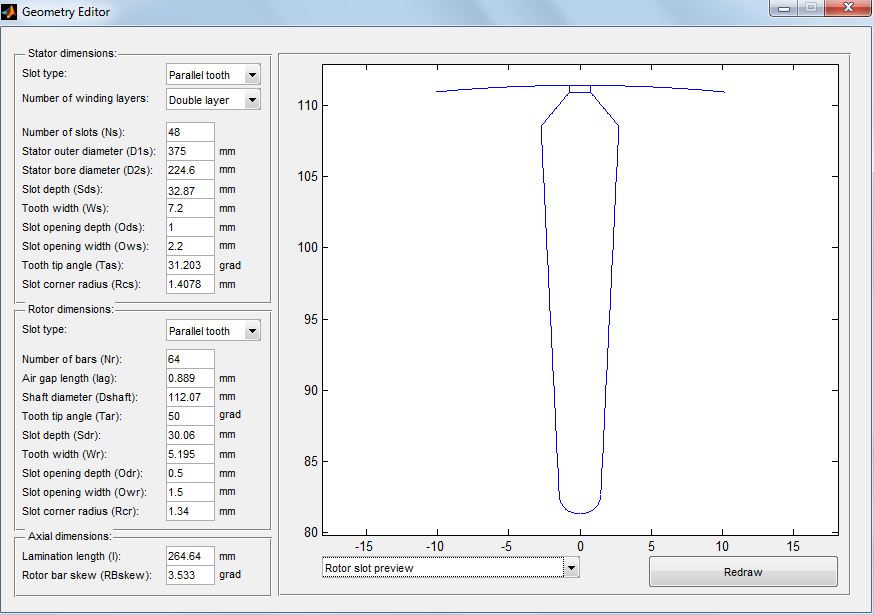 Geometry Editor
Stator dimensions:
Slot type: Parallel tooth
Number of winding layers: Double layer
Number of slots (Ns): 48
Stator outer diameter (D1s): 375 mm
Stator bore diameter (D2s): 224.6 mm
Slot depth (Sds): 32.87 mm
Tooth width (Ws): 7.2 mm
Slot opening depth (Ods): 1 mm
Slot opening width (Ows): 2.2 mm
Tooth tip angle (Tas): 31.203 grad
Slot corner radius (Rcs): 1.4078 mm
Rotor dimensions:
Slot type: Parallel tooth
Number of bars (Nr): 64
Air gap length (lag): 0.889 mm
Shaft diameter (Dshaft): 112.07 mm
Tooth tip angle (Tar): 50 grad
Slot depth (Sdr): 30.06 mm
Tooth width (Wr): 5.195 mm
Slot opening depth (Odr): 0.5 mm
Slot opening width (Owr): 1.5 mm
Slot corner radius (Rcr): 1.34 mm
Axial dimensions:
Lamination length (l): 264.64 mm
Rotor bar skew (RBskew): 3.533 grad
110
105
100
95
90
85
80
-15 -10 -5 0 5 10 15
Rotor slot preview
Redraw